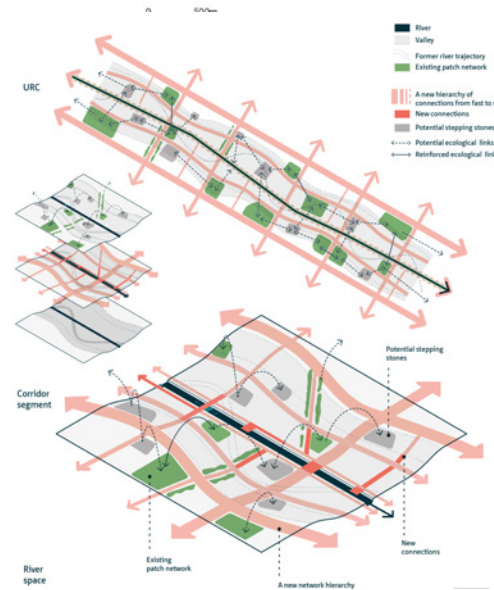 0 500m
River
Valley
Former river trajectory
Existing patch network
URC
A new hierarchy of
connections from fast to s
New connections
Potential stepping stones
Potential ecological links
Reinforced ecological link
Potential stepping
stones
Corridor
segment
Existing
patch network
New
connections
A new network hierarchy
River
space